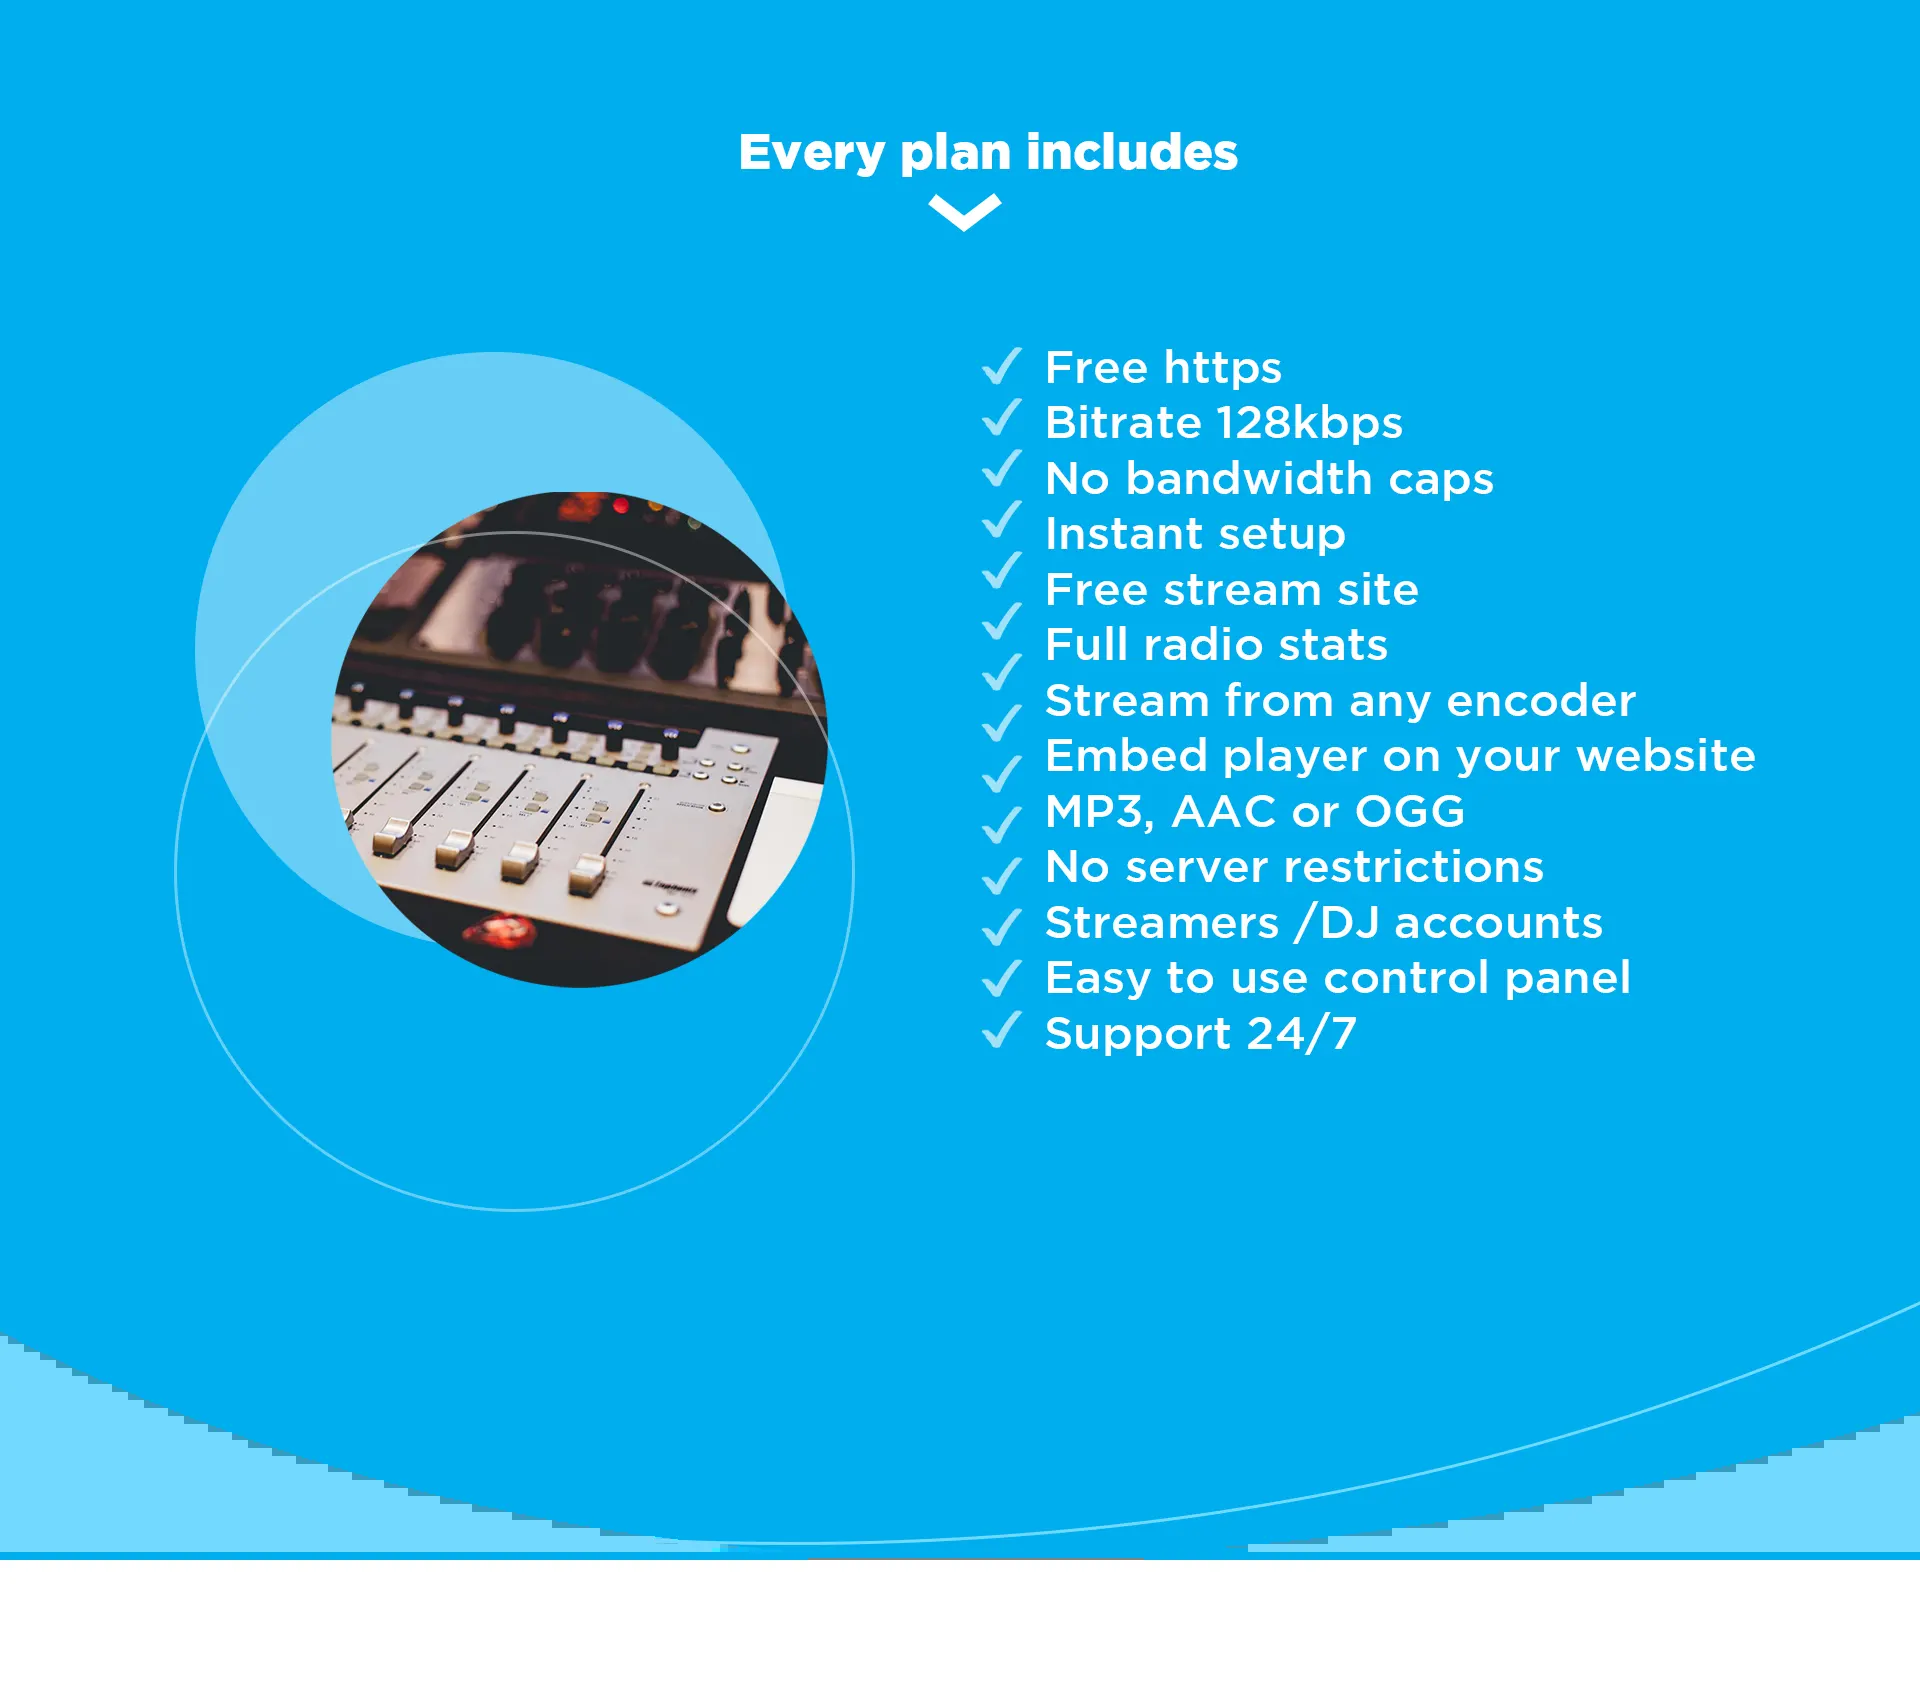 Every plan includes
Free https
Bitrate 128kbps
No bandwidth caps
Instant setup
Free stream site
Full radio stats
Stream from any encoder
Embed player on your website
MP3, AAC or OGG
No server restrictions
Streamers /DJ accounts
Easy to use control panel
Support 24/7